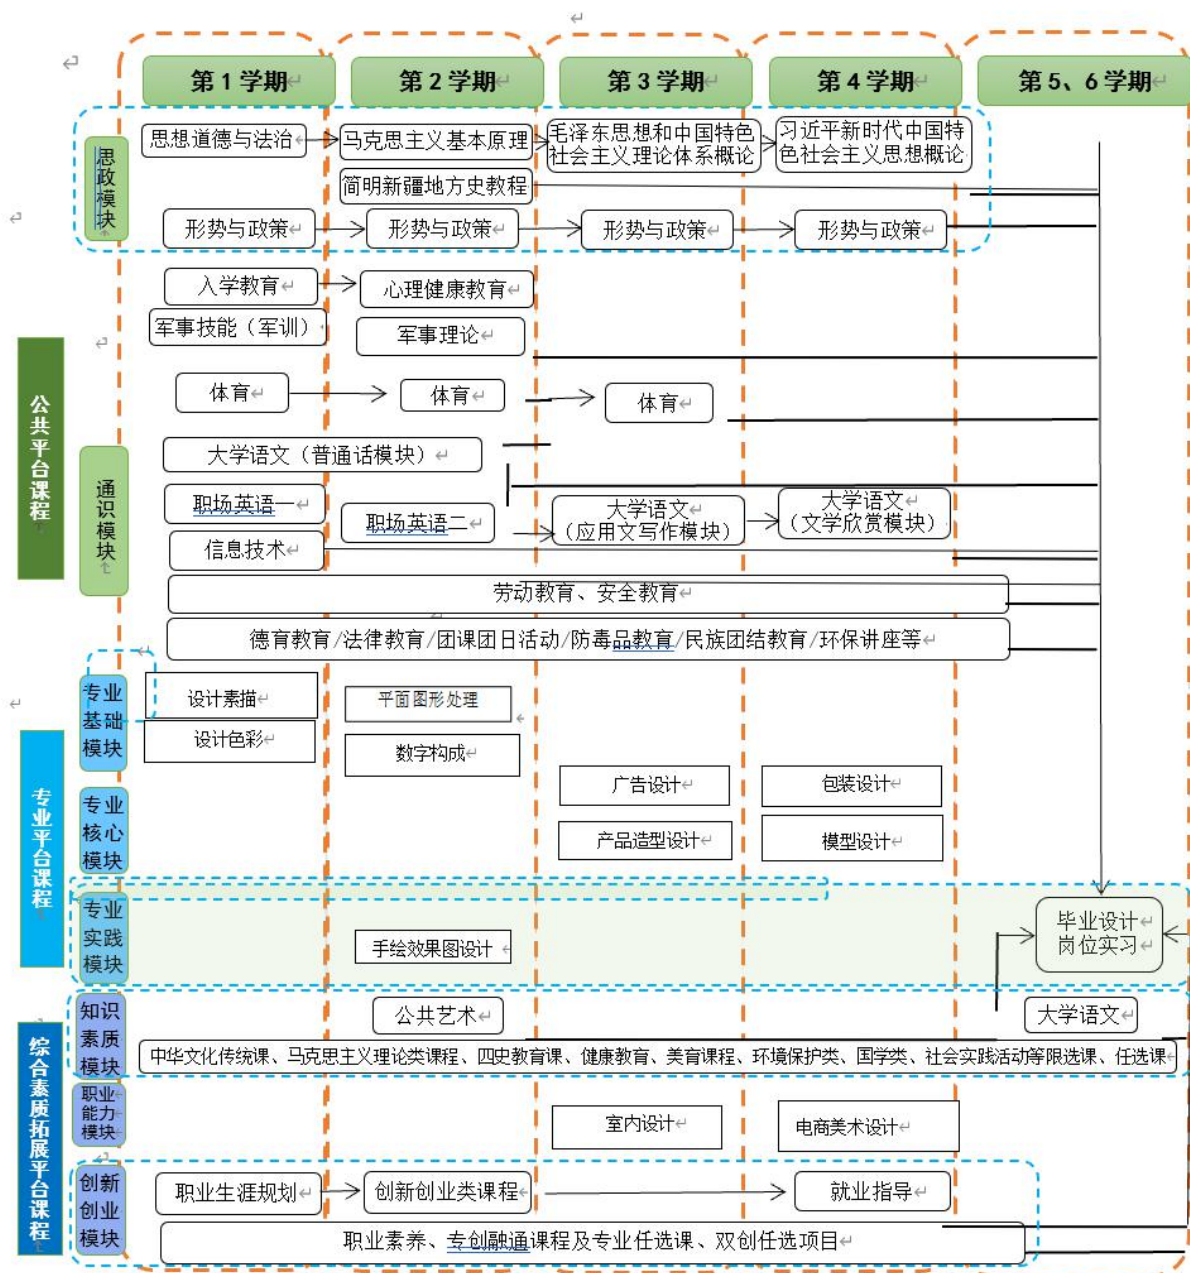 第 1 学期
第 2 学期
第 3 学期
第 4 学期
第 5、6 学期
思政模块
思想道德与法治
马克思主义基本原理
毛泽东思想和中国特色
社会主义理论体系概论
习近平新时代中国特
色社会主义思想概论
简明新疆地方史教程
形势与政策
形势与政策
形势与政策
形势与政策
公共平台课程
通识模块
入学教育
心理健康教育
军事技能（军训）
军事理论
体育
体育
体育
大学语文（普通话模块）
职场英语一
职场英语二
大学语文
（应用文写作模块）
大学语文
（文学欣赏模块）
信息技术
劳动教育、安全教育
德育教育/法律教育/团课团日活动/防毒品教育/民族团结教育/环保讲座等
专业平台课程
专业
基础
模块
设计素描
平面图形处理
设计色彩
数字构成
专业
核心
模块
广告设计
包装设计
产品造型设计
模型设计
专业
实践
模块
手绘效果图设计
毕业设计
岗位实习
综合素质拓展平台课程
知识
素质
模块
公共艺术
大学语文
中华文化传统课、马克思主义理论类课程、四史教育课、健康教育、美育课程、环境保护类、国学类、社会实践活动等限选课、任选课
职业
能力
模块
室内设计
电商美术设计
创新
创业
模块
职业生涯规划
创新创业类课程
就业指导
职业素养、专创融通课程及专业任选课、双创任选项目